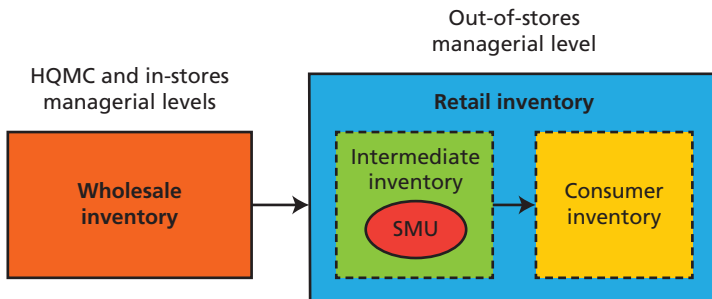 Out-of-stores
managerial level
HQMC and in-stores
managerial levels
Retail inventory
Wholesale
inventory
Intermediate
inventory
SMU
Consumer
inventory